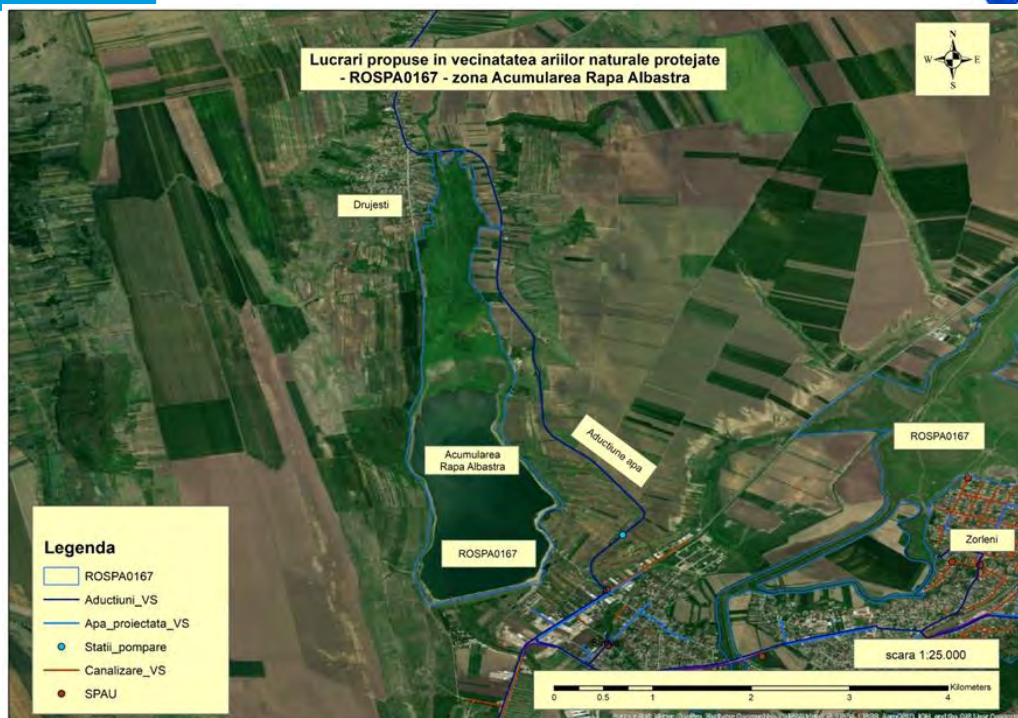 Lucrari propuse in vecinatatea ariilor naturale protejate
- ROSPA0167 - zona Acumularea Rapa Albastra
N
W E
S
Drujesti
Aductiune apa
ROSPA0167
Acumularea
Rapa Albastra
ROSPA0167
Zorleni
Legenda
ROSPA0167
Aductiuni_VS
Apa_proiectata_VS
Statii_pompare
Canalizare_VS
SPAU
scara 1:25.000
Kilometers
0 0.5 1 2 3 4